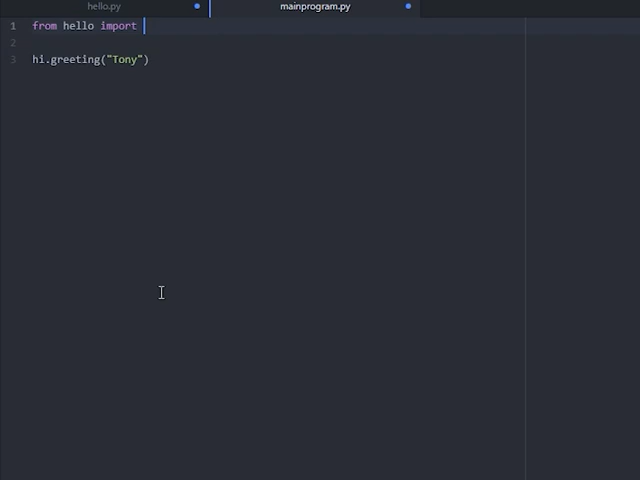 hello.py mainprogram.py
1 from hello import
2
3 hi.greeting("Tony")